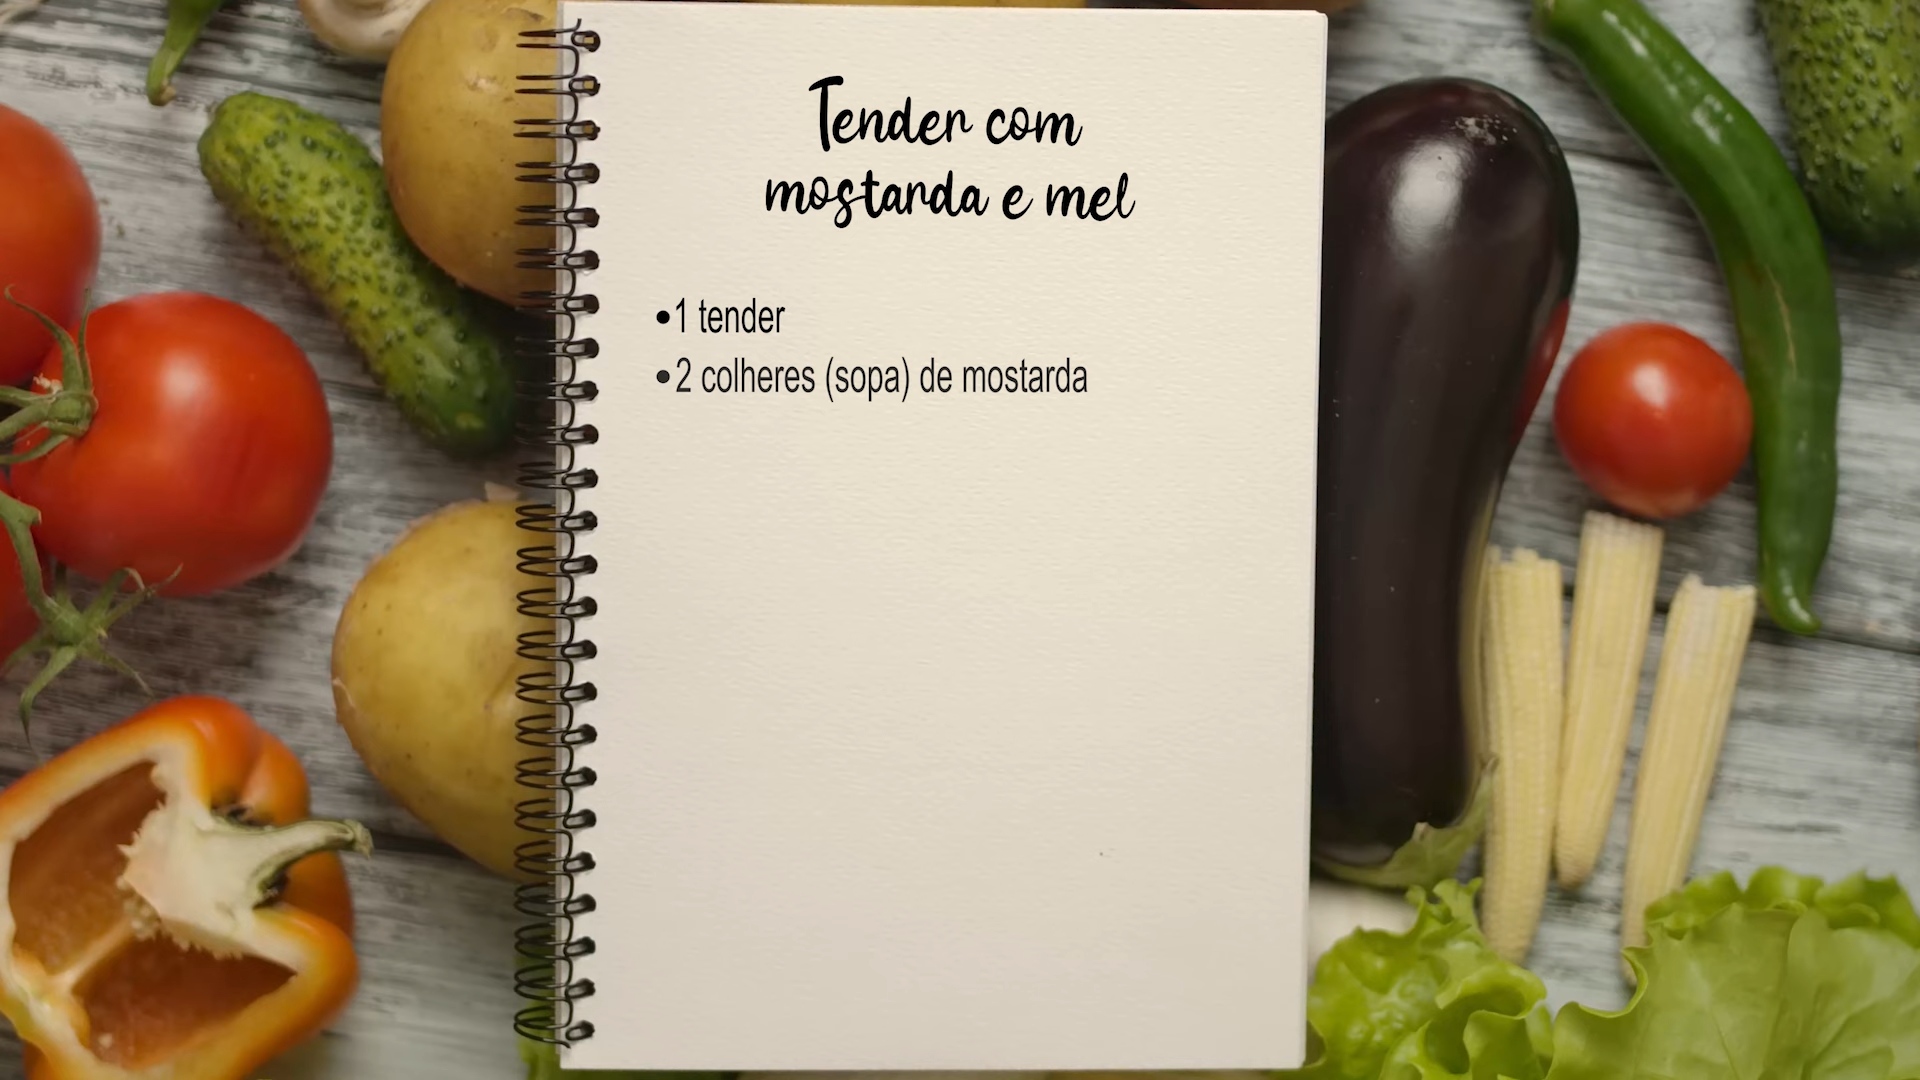 Tender com
mostarda e mel
•1 tender
•2 colheres (sopa) de mostarda